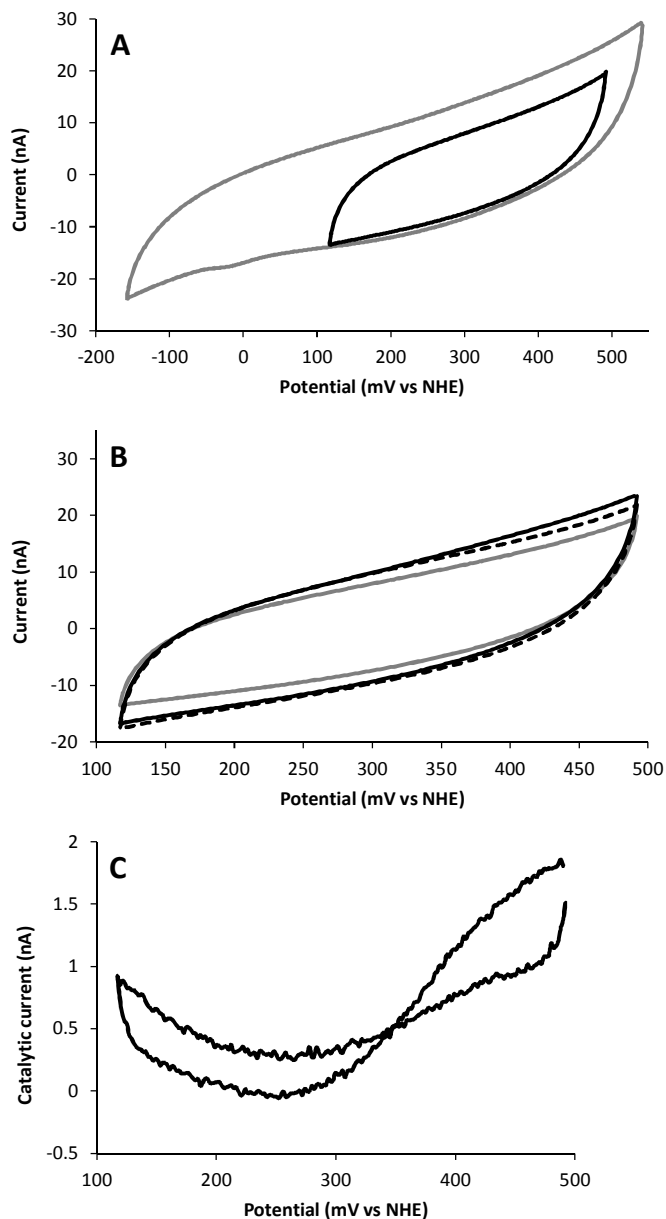 A
30
20
10
0
-10
-20
-30
Current (nA)
-200 -100 0 100 200 300 400 500
Potential (mV vs NHE)
B
30
20
10
0
-10
-20
Current (nA)
100 150 200 250 300 350 400 450 500
Potential (mV vs NHE)
C
2
1.5
1
0.5
0
-0.5
Catalytic current (nA)
100 200 300 400 500
Potential (mV vs NHE)